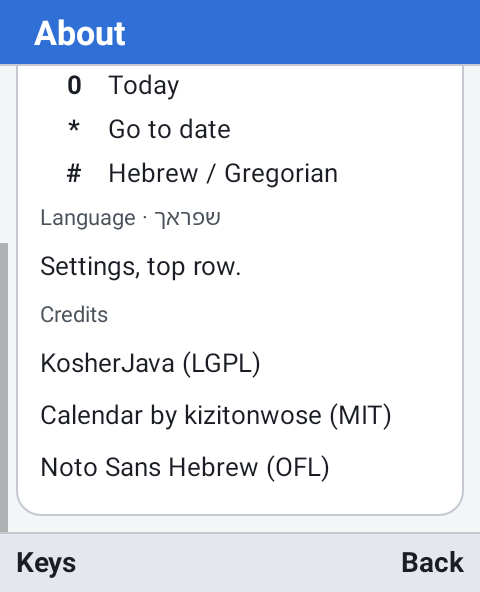 About
0 Today
* Go to date
# Hebrew / Gregorian
Language · שפראך
Settings, top row.
Credits
KosherJava (LGPL)
Calendar by kizitonwose (MIT)
Noto Sans Hebrew (OFL)
Keys Back